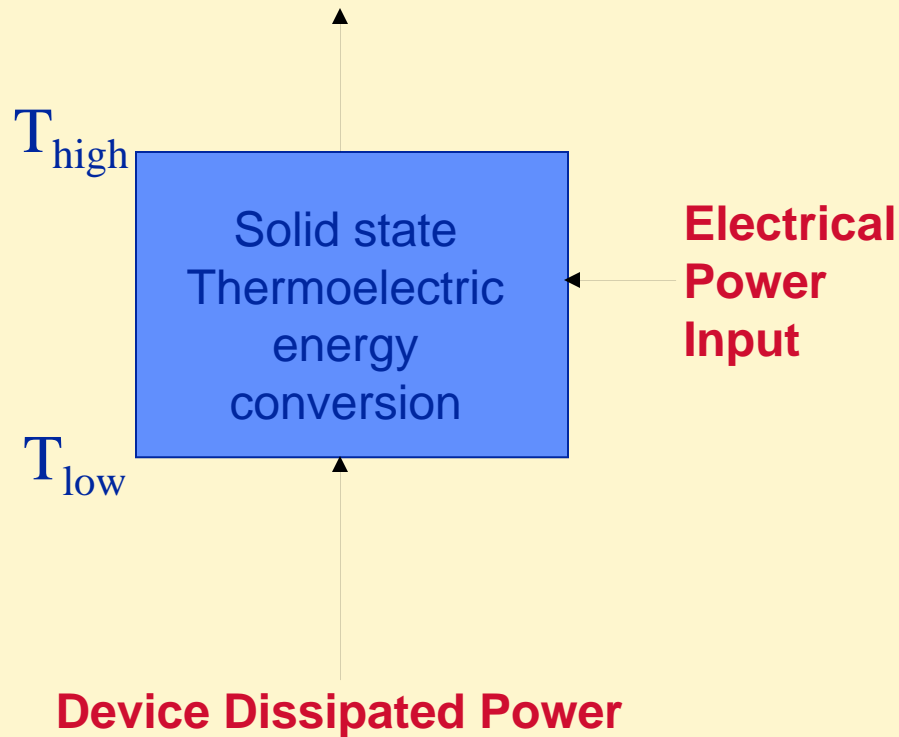 T_high
Solid state
Thermoelectric
energy
conversion
Electrical
Power
Input
T_low
Device Dissipated Power